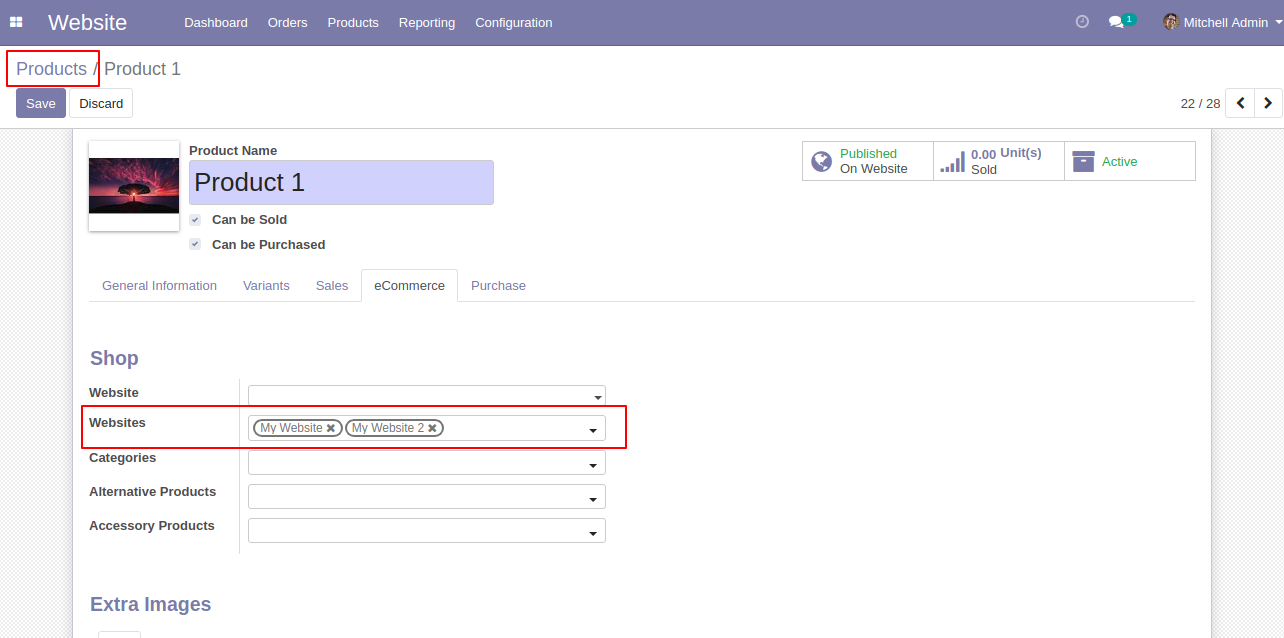 Website Dashboard Orders Products Reporting Configuration 1 Mitchell Admin
Products / Product 1
Save Discard 22 / 28
Product Name
Product 1
Published
On Website
0.00 Unit(s)
Sold
Active
Can be Sold
Can be Purchased
General Information Variants Sales eCommerce Purchase
Shop
Website
Websites My Website My Website 2
Categories
Alternative Products
Accessory Products
Extra Images